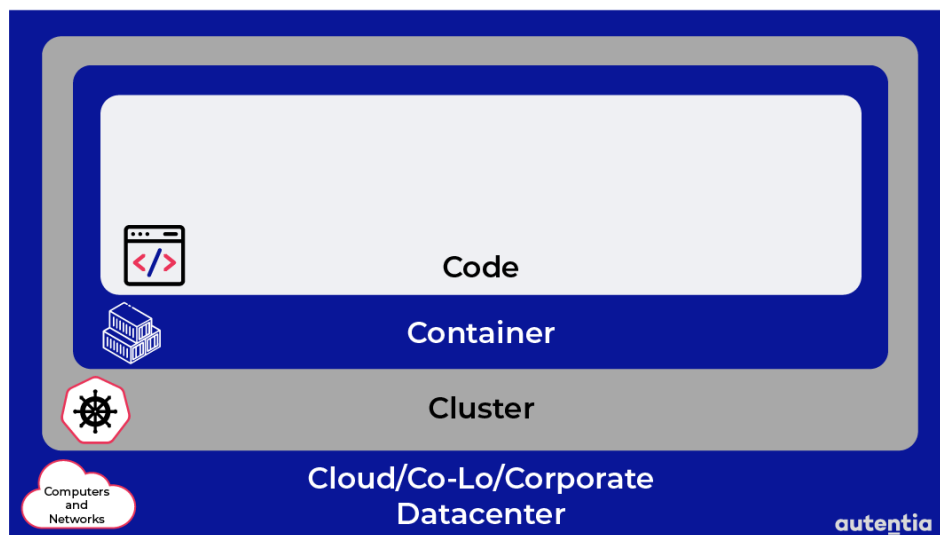 </>
Code
Container
Cluster
Cloud/Co-Lo/Corporate
Datacenter
Computers
and
Networks
autentia